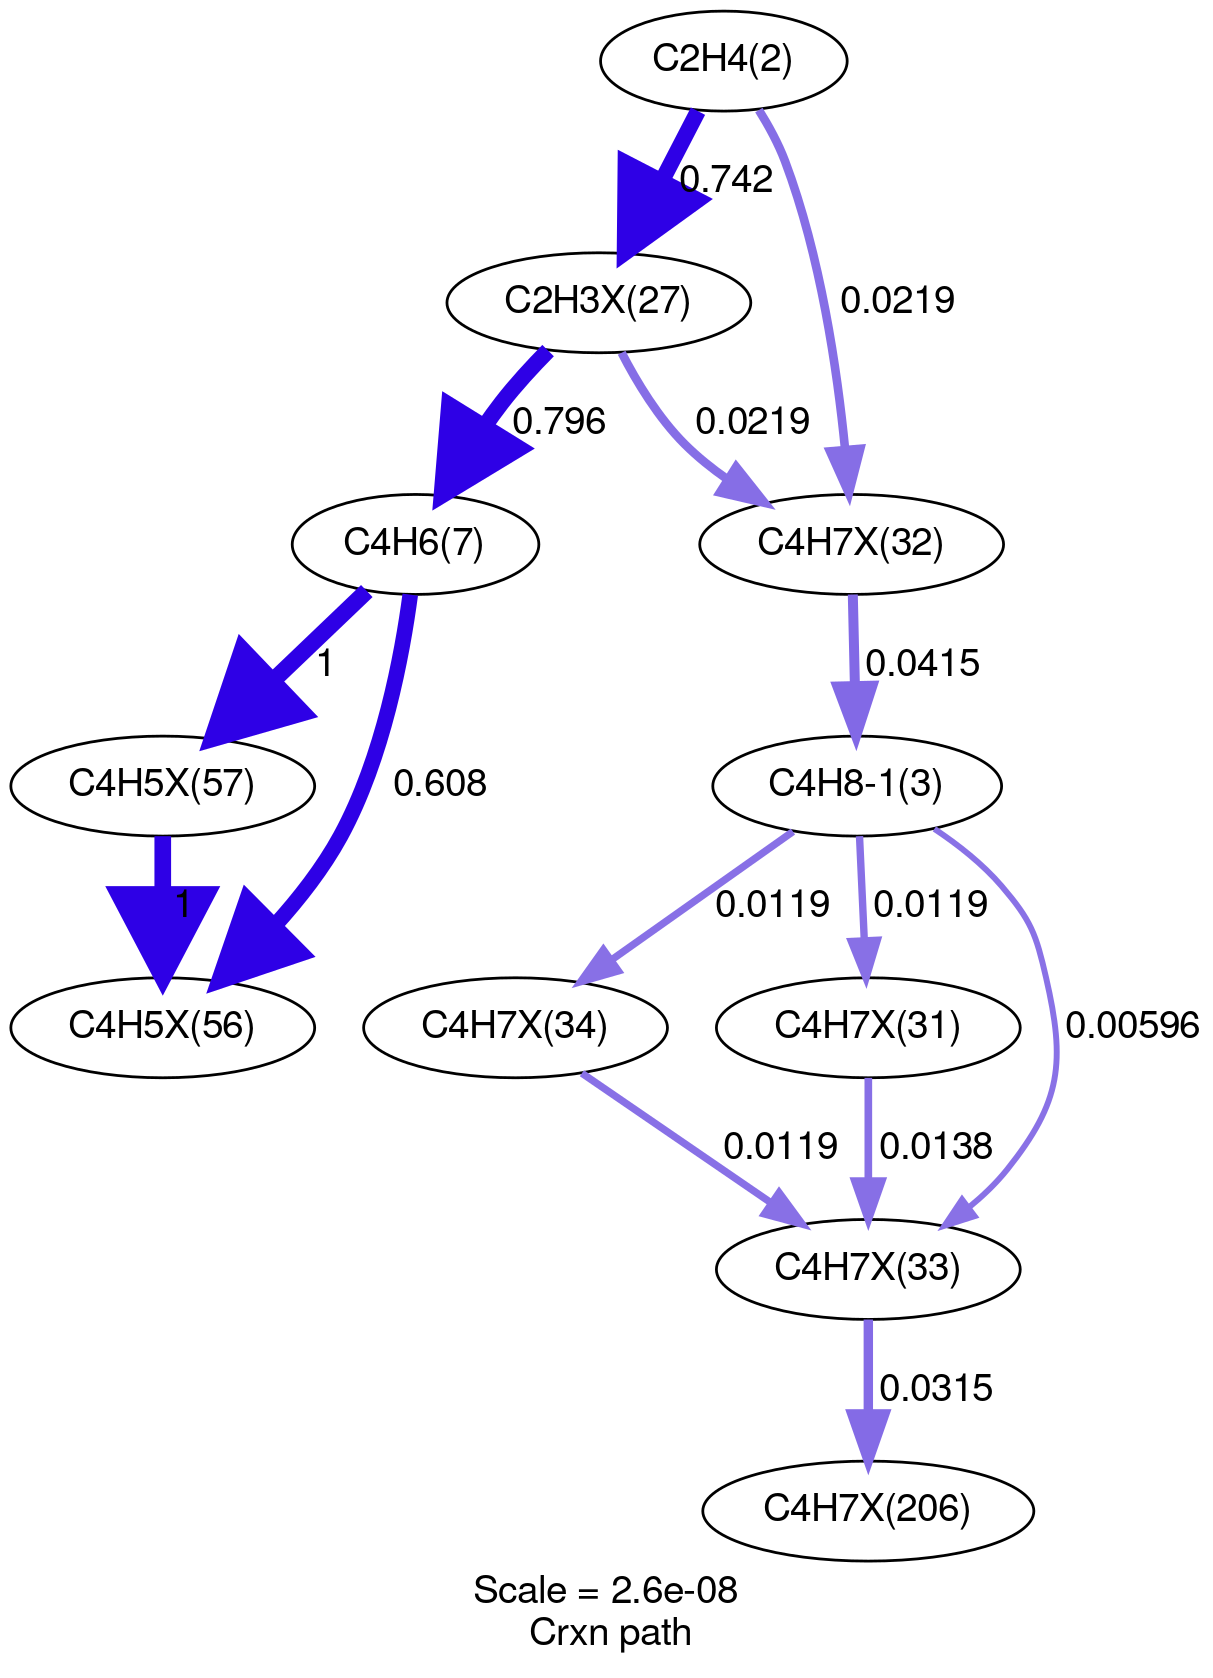 C2H4(2)
0.742
C2H3X(27)
0.0219
0.796
0.0219
C4H6(7)
C4H7X(32)
1
0.0415
C4H5X(57)
0.608
C4H8-1(3)
1
0.0119
0.0119
C4H5X(56)
C4H7X(34)
C4H7X(31)
0.00596
0.0119
0.0138
C4H7X(33)
0.0315
C4H7X(206)
Scale = 2.6e-08
Crxn path